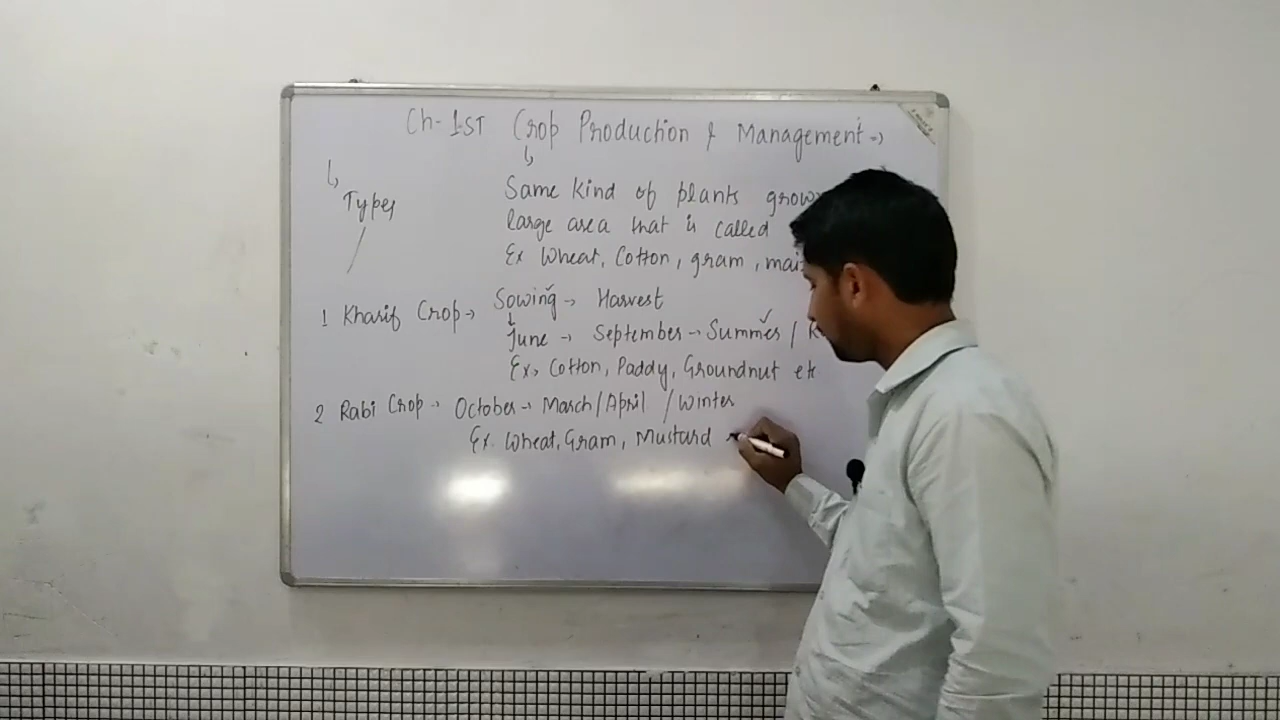 Ch- 1ST Crop Production & Management →
Types
Same kind of plants grow
large area that is called
Ex Wheat, Cotton, gram, mai
1 Kharif Crop → Sowing → Harvest
June → September → Summer /
Ex, Cotton, Paddy, Groundnut etc
2 Rabi Crop → October → March/April / Winter
Ex. Wheat, Gram, Mustard